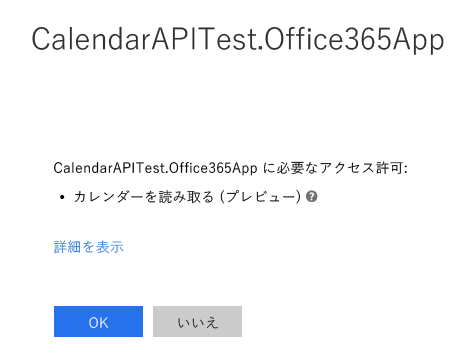 CalendarAPITest.Office365App
CalendarAPITest.Office365App に必要なアクセス許可:
• カレンダーを読み取る (プレビュー) ?
詳細を表示
OK いいえ